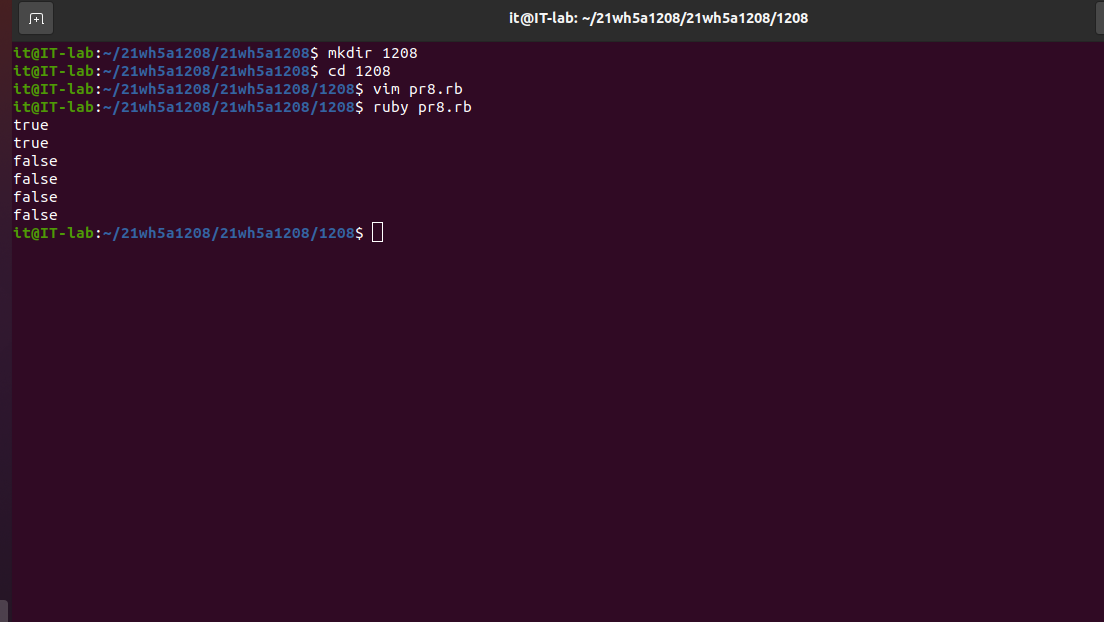 it@IT-lab: ~/21wh5a1208/21wh5a1208/1208
it@IT-lab:~/21wh5a1208/21wh5a1208$ mkdir 1208
it@IT-lab:~/21wh5a1208/21wh5a1208$ cd 1208
it@IT-lab:~/21wh5a1208/21wh5a1208/1208$ vim pr8.rb
it@IT-lab:~/21wh5a1208/21wh5a1208/1208$ ruby pr8.rb
true
true
false
false
false
false
it@IT-lab:~/21wh5a1208/21wh5a1208/1208$